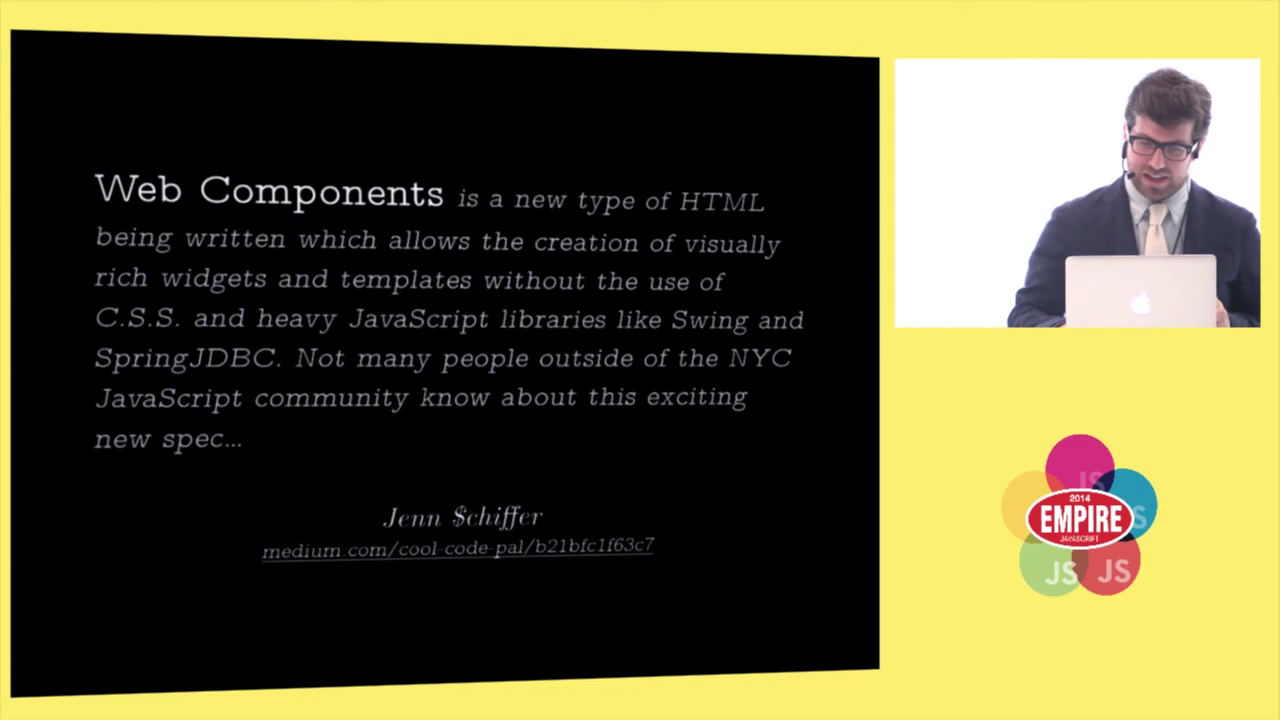 Web Components is a new type of HTML
being written which allows the creation of visually
rich widgets and templates without the use of
C.S.S. and heavy JavaScript libraries like Swing and
SpringJDBC. Not many people outside of the NYC
JavaScript community know about this exciting
new spec...
Jenn $chiffer
medium.com/cool-code-pal/b21bfc1f63c7
JS
2014
JS
EMPIRE
JAVASCRIPT
JS
JS